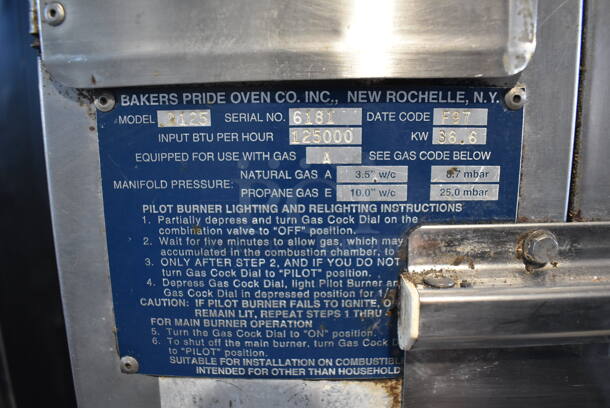 BAKERS PRIDE OVEN CO. INC., NEW ROCHELLE, N.Y.
MODEL SERIAL NO. 6181 DATE CODE F97
INPUT BTU PER HOUR 125000 KW 36.6
EQUIPPED FOR USE WITH GAS A SEE GAS CODE BELOW
MANIFOLD PRESSURE: NATURAL GAS A 3.5" w/c 8.7 mbar
PROPANE GAS E 10.0" w/c 25,0 mbar
PILOT BURNER LIGHTING AND RELIGHTING INSTRUCTIONS
1. Partially depress and turn Gas Cock Dial on the
combination valve to "OFF" position.
2. Wait for five minutes to allow gas, which may
accumulated in the combustion chamber, to
3. ONLY AFTER STEP 2, AND IF YOU DO NOT
turn Gas Cock Dial to "PILOT" position.
4. Depress Gas Cock Dial, light Pilot Burner
Gas Cock Dial in depressed position for
CAUTION: IF PILOT BURNER FAILS TO IGNITE,
REMAIN LIT, REPEAT STEPS 1 THRU
FOR MAIN BURNER OPERATION
5. Turn the Gas Cock Dial to "ON" position.
6. To shut off the main burner, turn Gas
to "PILOT" position.
SUITABLE FOR INSTALLATION ON
INTENDED FOR OTHER THAN HOUSEHOLD